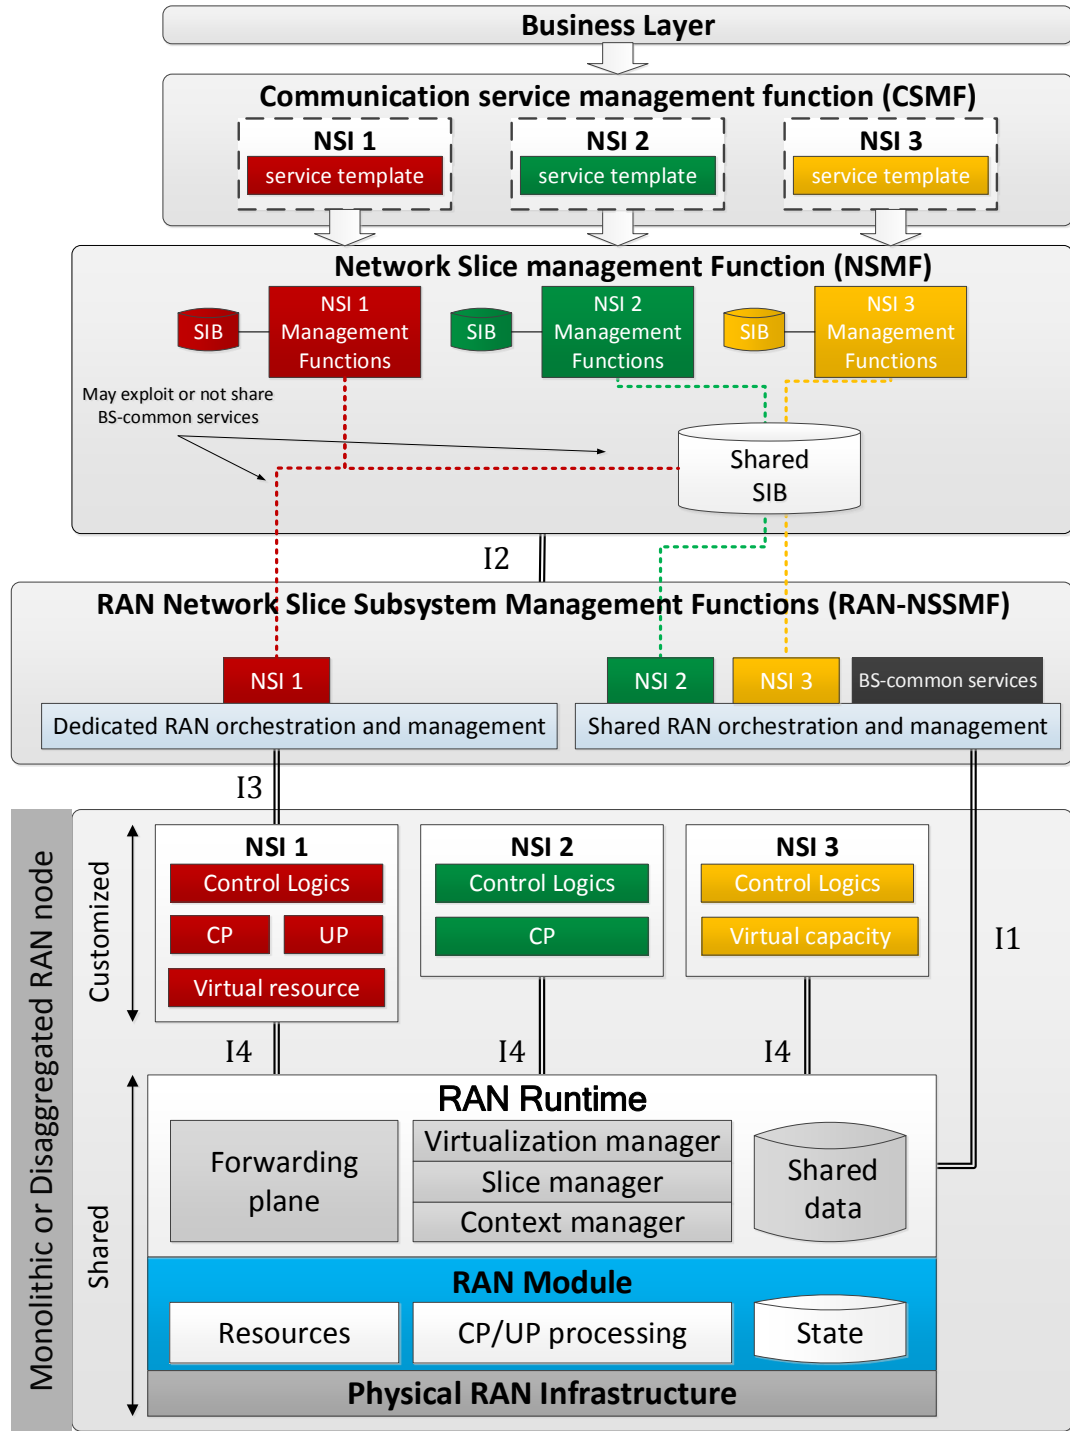 Business Layer
Communication service management function (CSMF)
NSI 1
service template
NSI 2
service template
NSI 3
service template
Network Slice management Function (NSMF)
SIB
NSI 1
Management
Functions
SIB
NSI 2
Management
Functions
SIB
NSI 3
Management
Functions
May exploit or not share
BS-common services
Shared
SIB
I2
RAN Network Slice Subsystem Management Functions (RAN-NSSMF)
NSI 1
Dedicated RAN orchestration and management
NSI 2
NSI 3
BS-common services
Shared RAN orchestration and management
I3
I1
Monolithic or Disaggregated RAN node
Customized
NSI 1
Control Logics
CP
UP
Virtual resource
NSI 2
Control Logics
CP
NSI 3
Control Logics
Virtual capacity
I4
I4
I4
Shared
RAN Runtime
Forwarding
plane
Virtualization manager
Slice manager
Context manager
Shared
data
RAN Module
Resources
CP/UP processing
State
Physical RAN Infrastructure